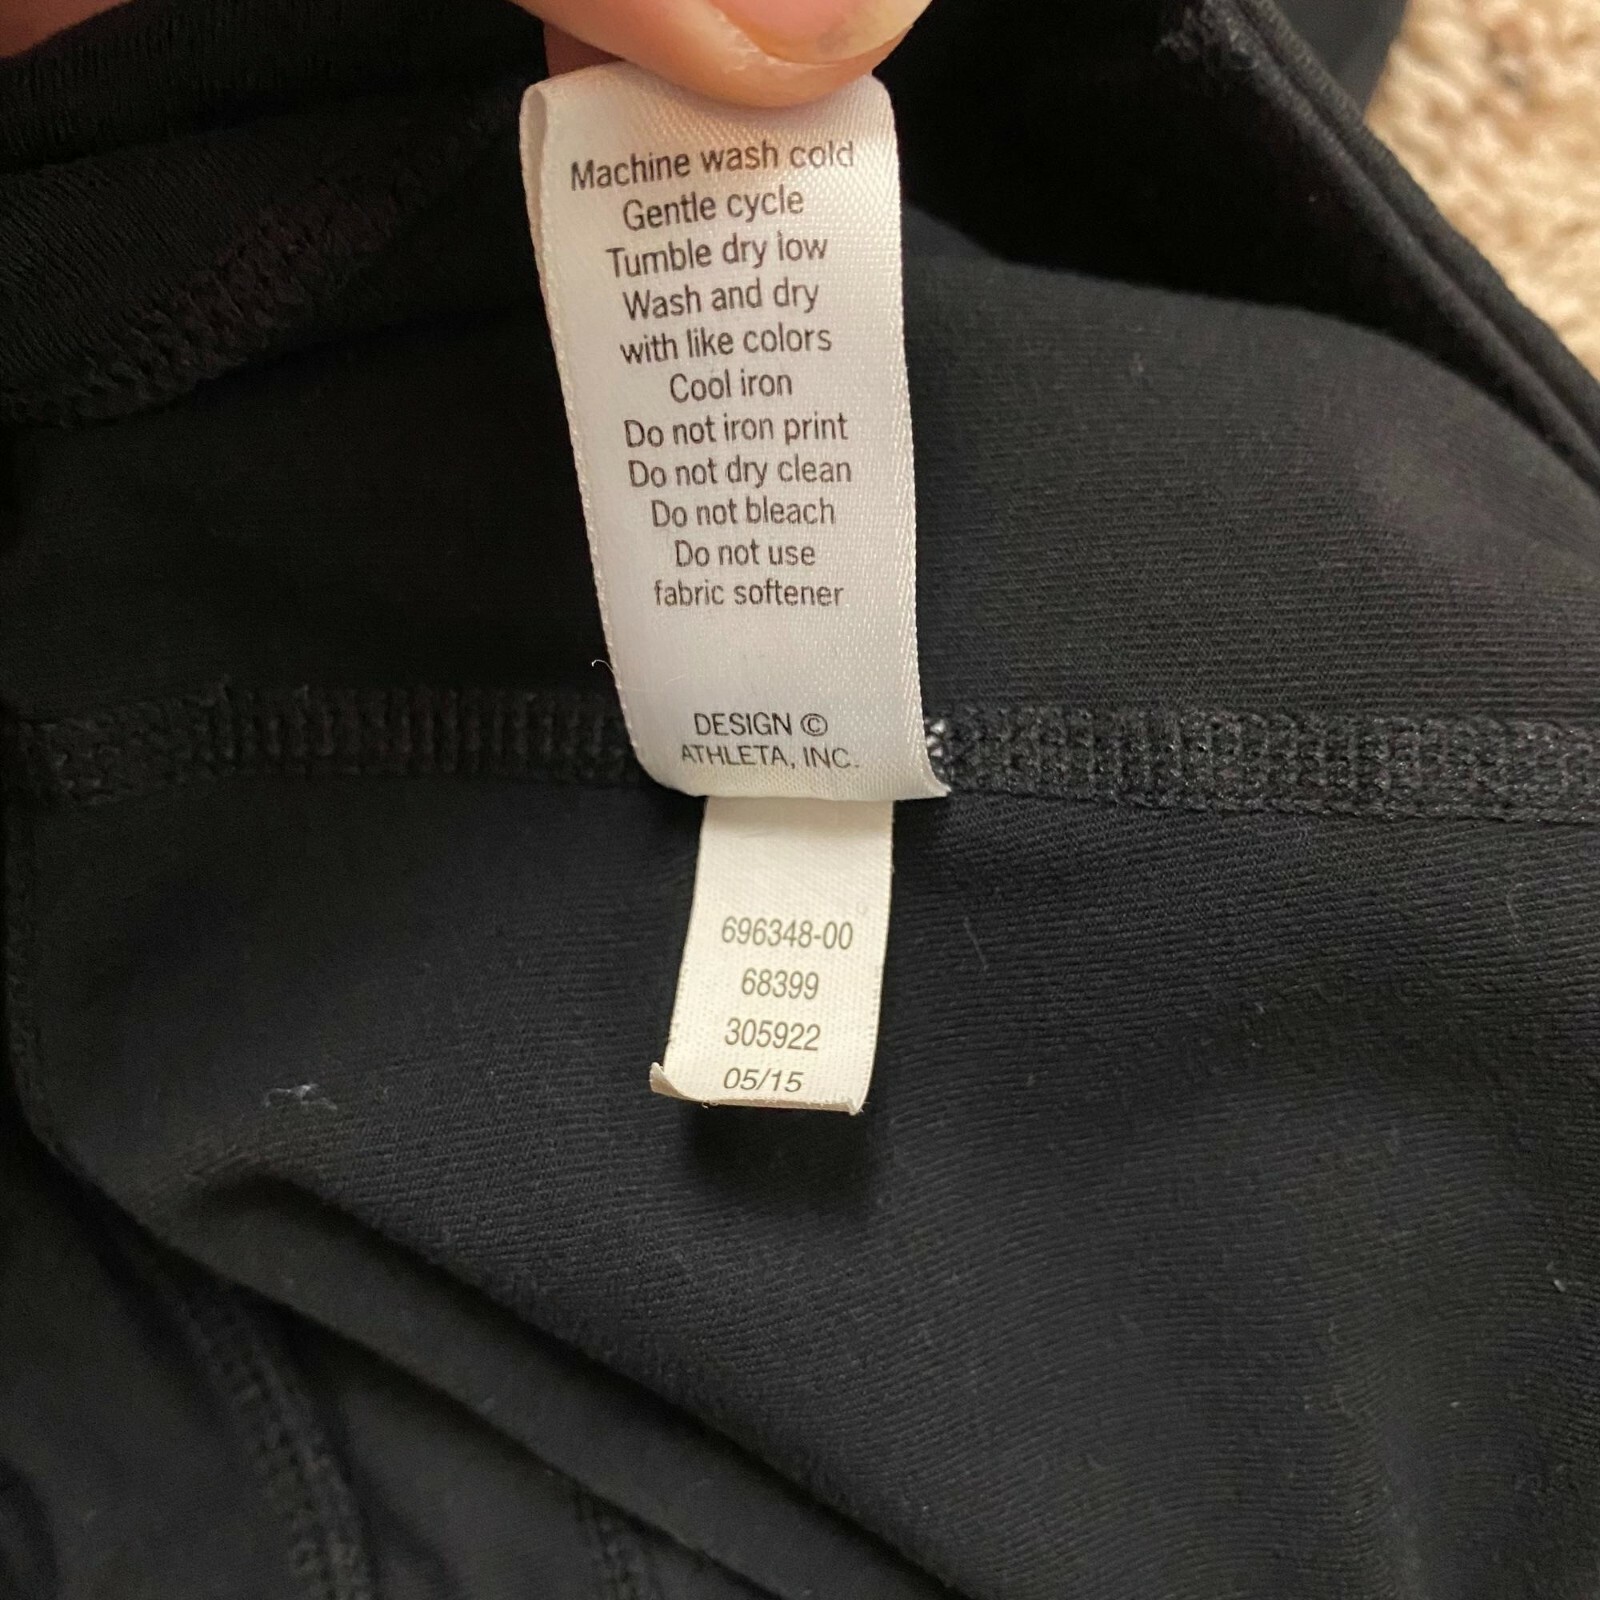 Machine wash cold
Gentle cycle
Tumble dry low
Wash and dry
with like colors
Cool iron
Do not iron print
Do not dry clean
Do not bleach
Do not use
fabric softener
DESIGN ©
ATHLETA, INC.
696348-00
68399
305922
05/15